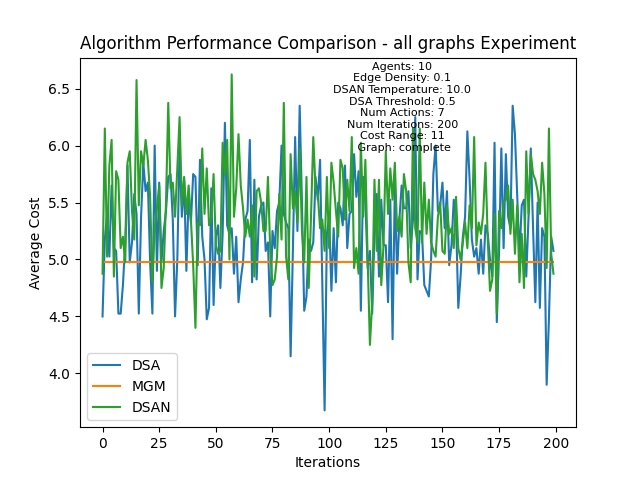 Algorithm Performance Comparison - all graphs Experiment
Agents: 10
Edge Density: 0.1
DSAN Temperature: 10.0
DSA Threshold: 0.5
Num Actions: 7
Num Iterations: 200
Cost Range: 11
Graph: complete
Average Cost
6.5
6.0
5.5
5.0
4.5
4.0
DSA
MGM
DSAN
0
25
50
75
100
125
150
175
200
Iterations